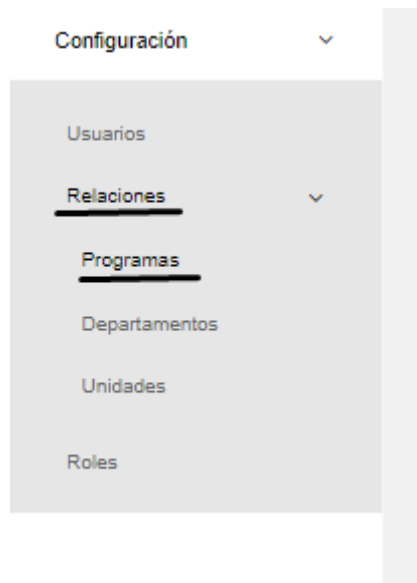 Configuración
Usuarios
Relaciones
Programas
Departamentos
Unidades
Roles